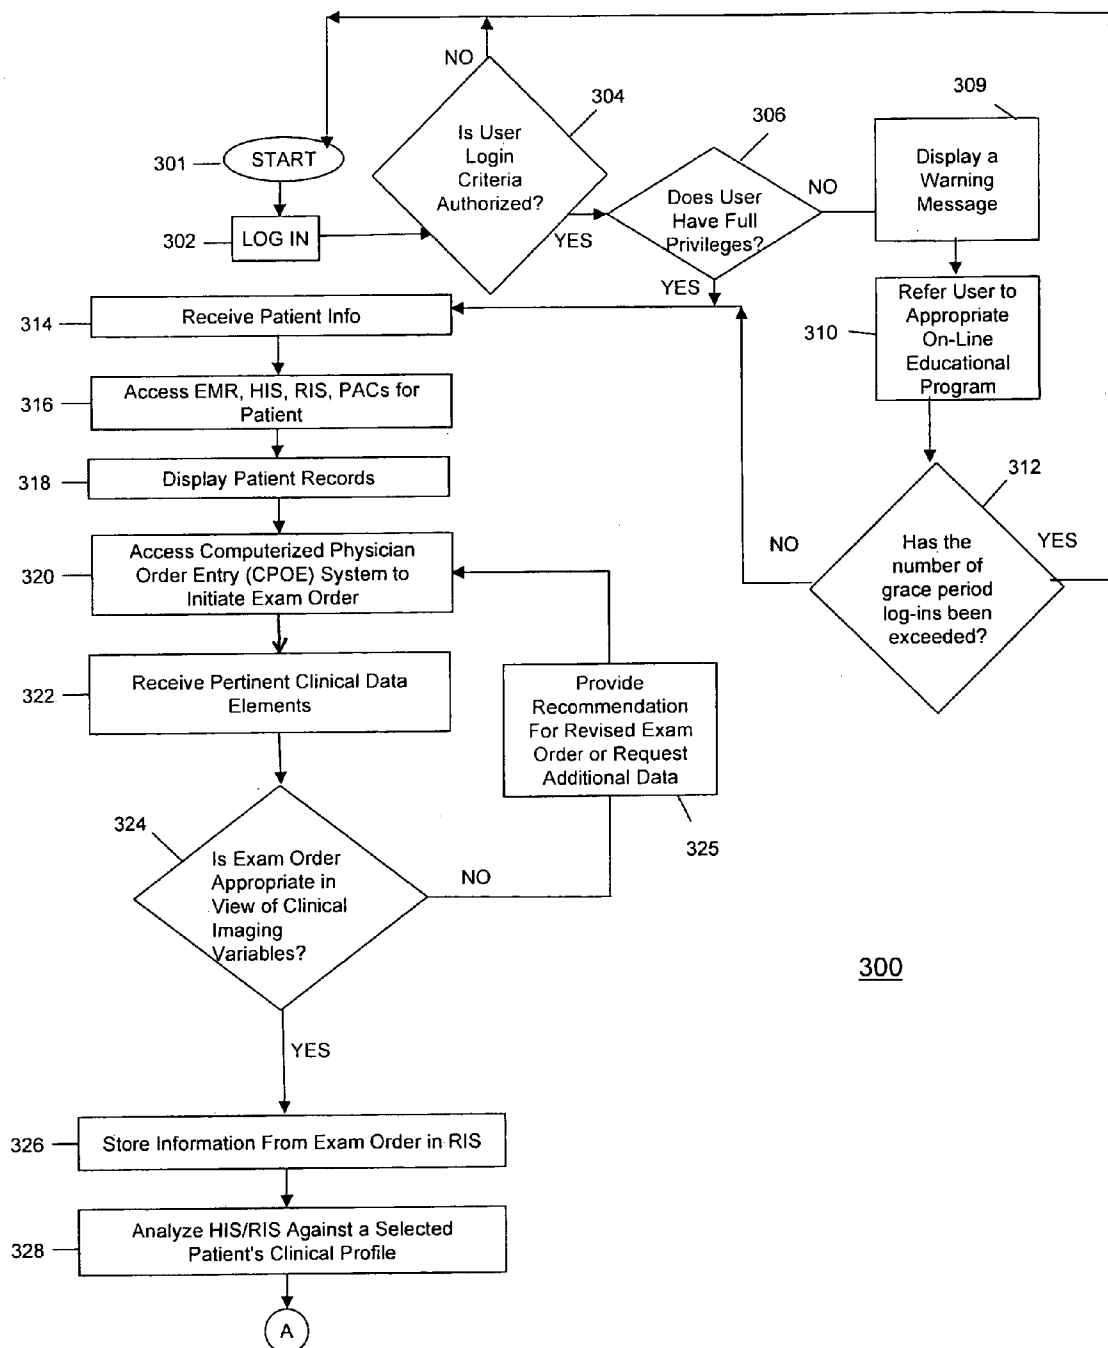 NO
304
Is User
Login
Criteria
Authorized?
YES
301
START
302
LOG IN
306
Does User
Have Full
Privileges?
NO
YES
309
Display a
Warning
Message
310
Refer User to
Appropriate
On-Line
Educational
Program
312
Has the
number of
grace period
log-ins been
exceeded?
NO
YES
314
Receive Patient Info
316
Access EMR, HIS, RIS, PACs for
Patient
318
Display Patient Records
320
Access Computerized Physician
Order Entry (CPOE) System to
Initiate Exam Order
322
Receive Pertinent Clinical Data
Elements
Provide
Recommendation
For Revised Exam
Order or Request
Additional Data
325
324
Is Exam Order
Appropriate in
View of Clinical
Imaging
Variables?
NO
YES
300
326
Store Information From Exam Order in RIS
328
Analyze HIS/RIS Against a Selected
Patient's Clinical Profile
A